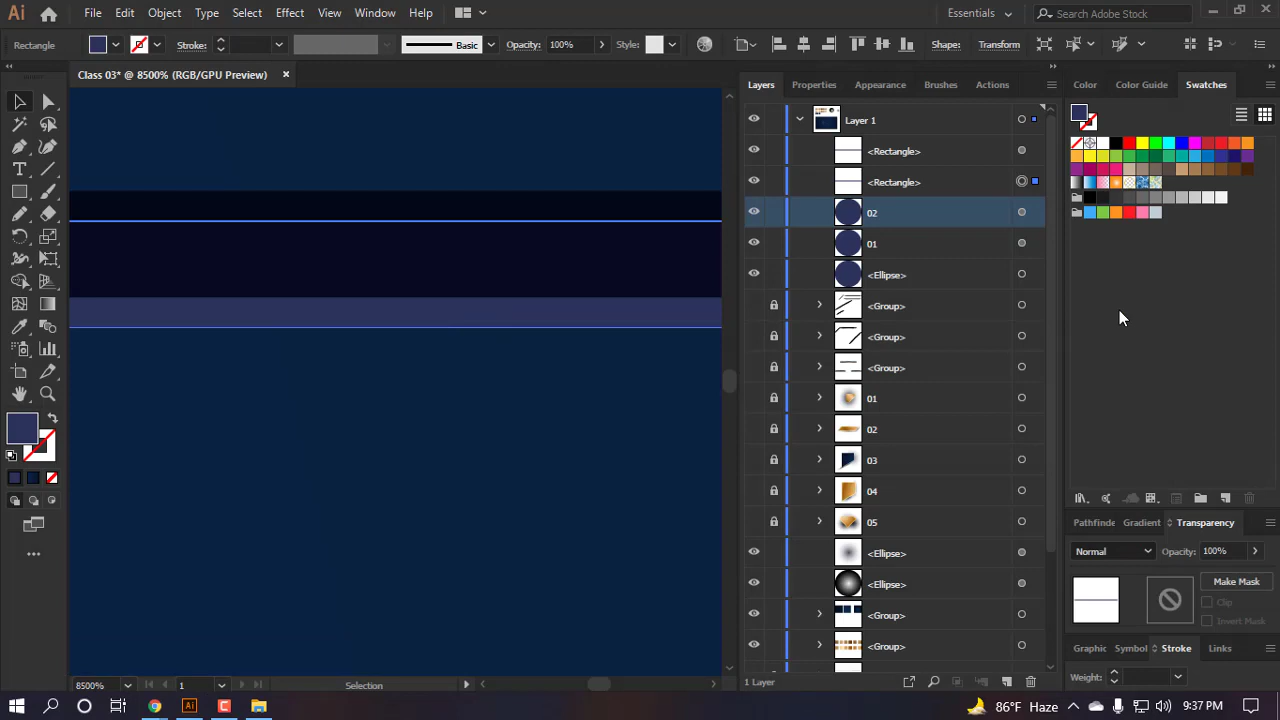 Ai File Edit Object Type Select Effect View Window Help Essentials Search Adobe Stock
Rectangle Stroke: Basic Opacity: 100% Style: Shape: Transform
Class 03* @ 8500% (RGB/GPU Preview) × Layers Properties Appearance Brushes Actions Color Color Guide Swatches
Layer 1
<Rectangle>
<Rectangle>
02
01
<Ellipse>
<Group>
<Group>
<Group>
01
02
03
04
05
<Ellipse>
<Ellipse>
<Group>
<Group>
Pathfinde Gradient Transparency
Normal Opacity: 100%
Make Mask
Clip
Invert Mask
Graphic Symbol Stroke Links
Weight:
8500% 1 Selection 1 Layer
Ai 86°F Haze 9:37 PM